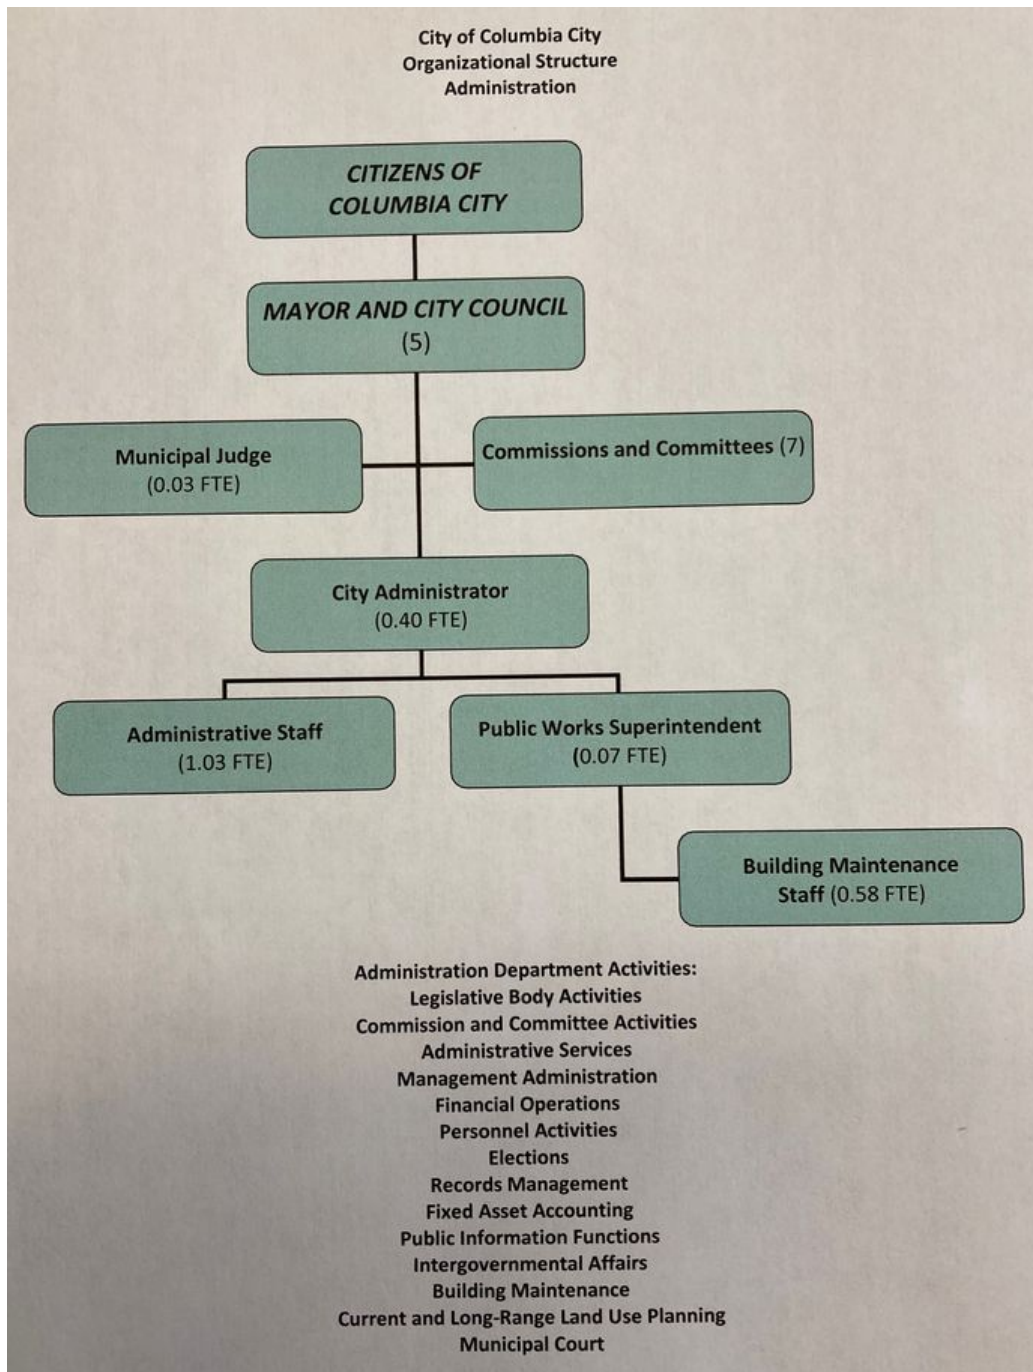 City of Columbia City
Organizational Structure
Administration
CITIZENS OF
COLUMBIA CITY
MAYOR AND CITY COUNCIL
(5)
Municipal Judge
(0.03 FTE)
Commissions and Committees (7)
City Administrator
(0.40 FTE)
Administrative Staff
(1.03 FTE)
Public Works Superintendent
(0.07 FTE)
Building Maintenance
Staff (0.58 FTE)
Administration Department Activities:
Legislative Body Activities
Commission and Committee Activities
Administrative Services
Management Administration
Financial Operations
Personnel Activities
Elections
Records Management
Fixed Asset Accounting
Public Information Functions
Intergovernmental Affairs
Building Maintenance
Current and Long-Range Land Use Planning
Municipal Court